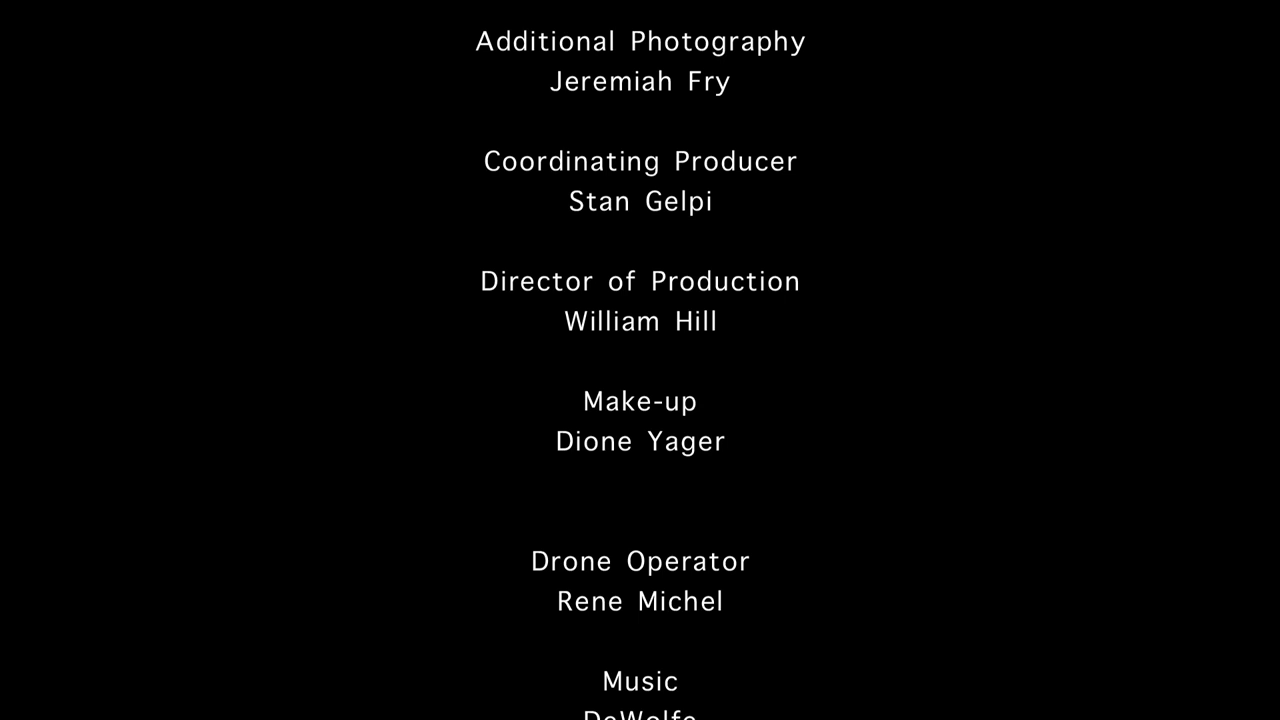 Additional Photography
Jeremiah Fry
Coordinating Producer
Stan Gelpi
Director of Production
William Hill
Make-up
Dione Yager
Drone Operator
Rene Michel
Music
DeWolfe